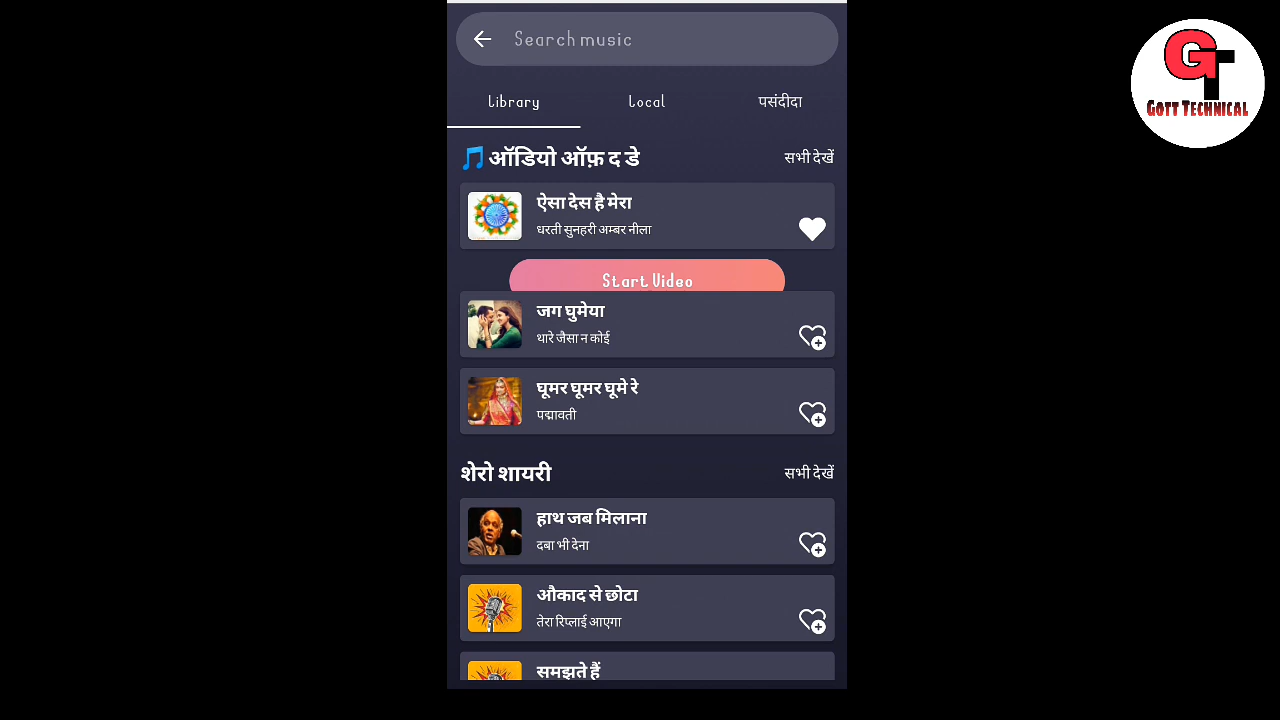 Search music
GT
GOTT TECHNICAL
Library
Local
पसंदीदा
🎵ऑडियो ऑफ़ द डे
सभी देखें
ऐसा देस है मेरा
धरती सुनहरी अम्बर नीला
Start Video
जग घुमेया
थारे जैसा न कोई
घूमर घूमर घूमे रे
पद्मावती
शेरो शायरी
सभी देखें
हाथ जब मिलाना
दबा भी देना
औकाद से छोटा
तेरा रिप्लाई आएगा
समझते हैं